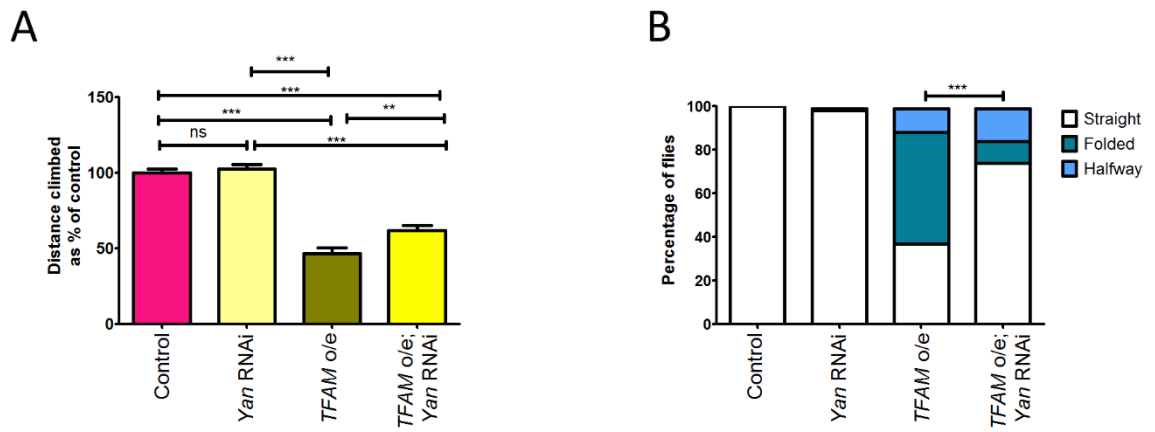 A
B
***
***
***
**
ns
***
150
100
50
0
Distance climbed
as % of control
Control
Yan RNAi
TFAM o/e
TFAM o/e;
Yan RNAi
***
100
80
60
40
20
0
Percentage of flies
Straight
Folded
Halfway
Control
Yan RNAi
TFAM o/e
TFAM o/e;
Yan RNAi